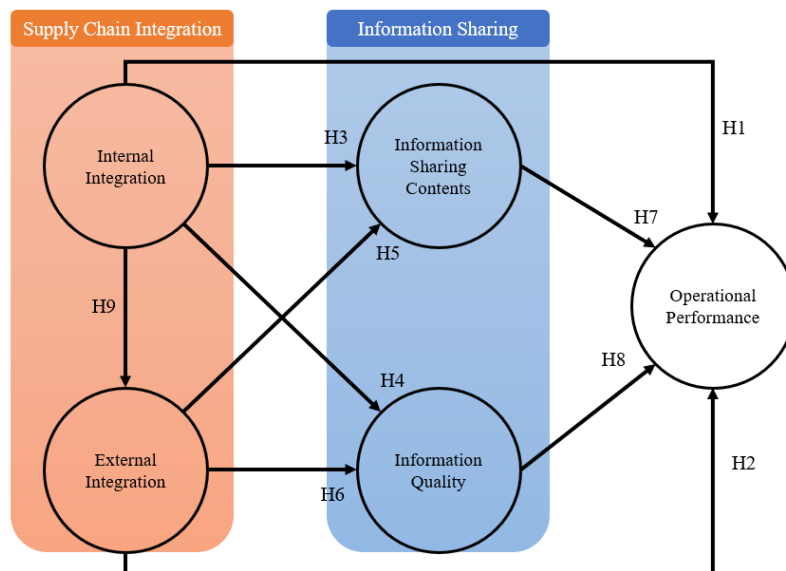 Supply Chain Integration
Information Sharing
H1
H3
Internal
Integration
Information
Sharing
Contents
H7
H5
H9
Operational
Performance
H4
H8
External
Integration
Information
Quality
H6
H2